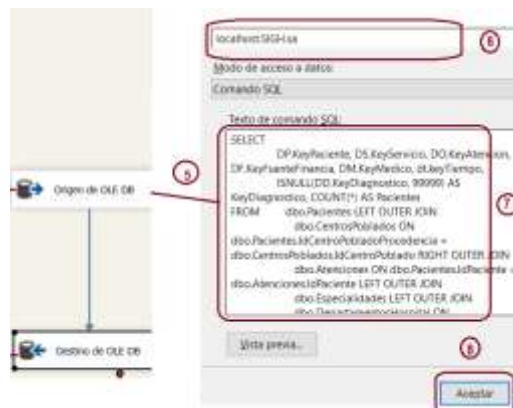 localhost.SIGH.sa
6
Modo de acceso a datos:
Comando SQL
Texto de comando SQL:
5
SELECT
DP.KeyPaciente, DS.KeyServicio, DO.KeyAtencion,
DF.KeyFuenteFinancia, DM.KeyMedico, dt.keyTiempo,
ISNULL(DD.KeyDiagnostico, 99999) AS
KeyDiagnostico, COUNT(*) AS Pacientes
FROM dbo.Pacientes LEFT OUTER JOIN
dbo.CentrosPoblados ON
dbo.Pacientes.IdCentroPobladoProcedencia =
dbo.CentrosPoblados.IdCentroPoblado RIGHT OUTER JOIN
dbo.Atenciones ON dbo.Pacientes.IdPaciente =
dbo.Atenciones.IdPaciente LEFT OUTER JOIN
dbo.Especialidades LEFT OUTER JOIN
dbo.DepartamentosHospital ON
7
Origen de OLE DB
Destino de OLE DB
Vista previa...
8
Aceptar